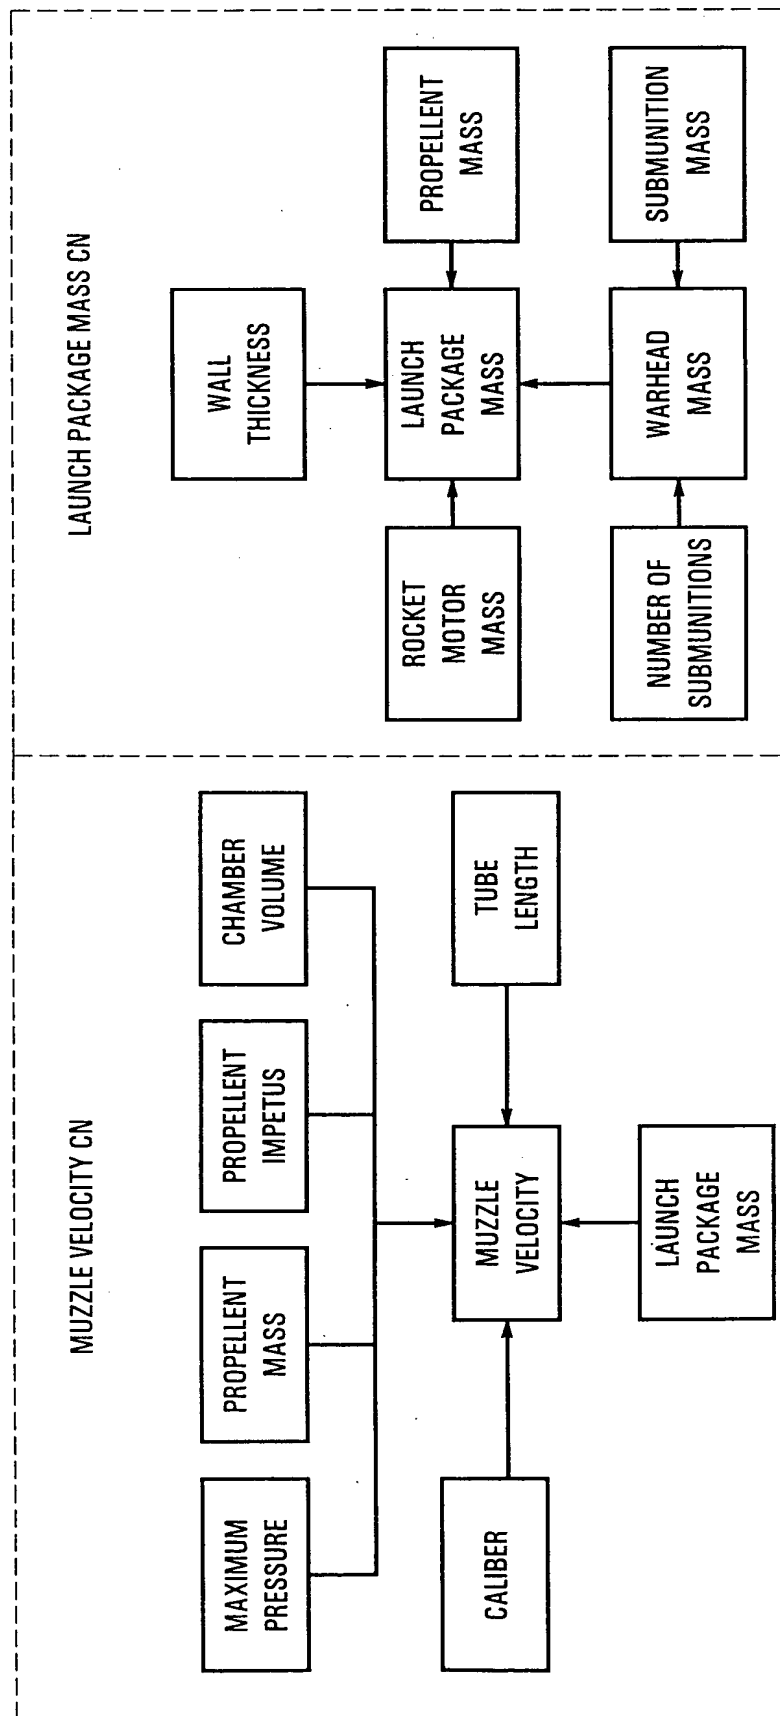 MUZZLE VELOCITY CN
MAXIMUM
PRESSURE
PROPELLENT
MASS
PROPELLENT
IMPETUS
CHAMBER
VOLUME
CALIBER
MUZZLE
VELOCITY
TUBE
LENGTH
LAUNCH
PACKAGE
MASS
LAUNCH PACKAGE MASS CN
WALL
THICKNESS
ROCKET
MOTOR
MASS
LAUNCH
PACKAGE
MASS
PROPELLENT
MASS
NUMBER OF
SUBMUNITIONS
WARHEAD
MASS
SUBMUNITION
MASS